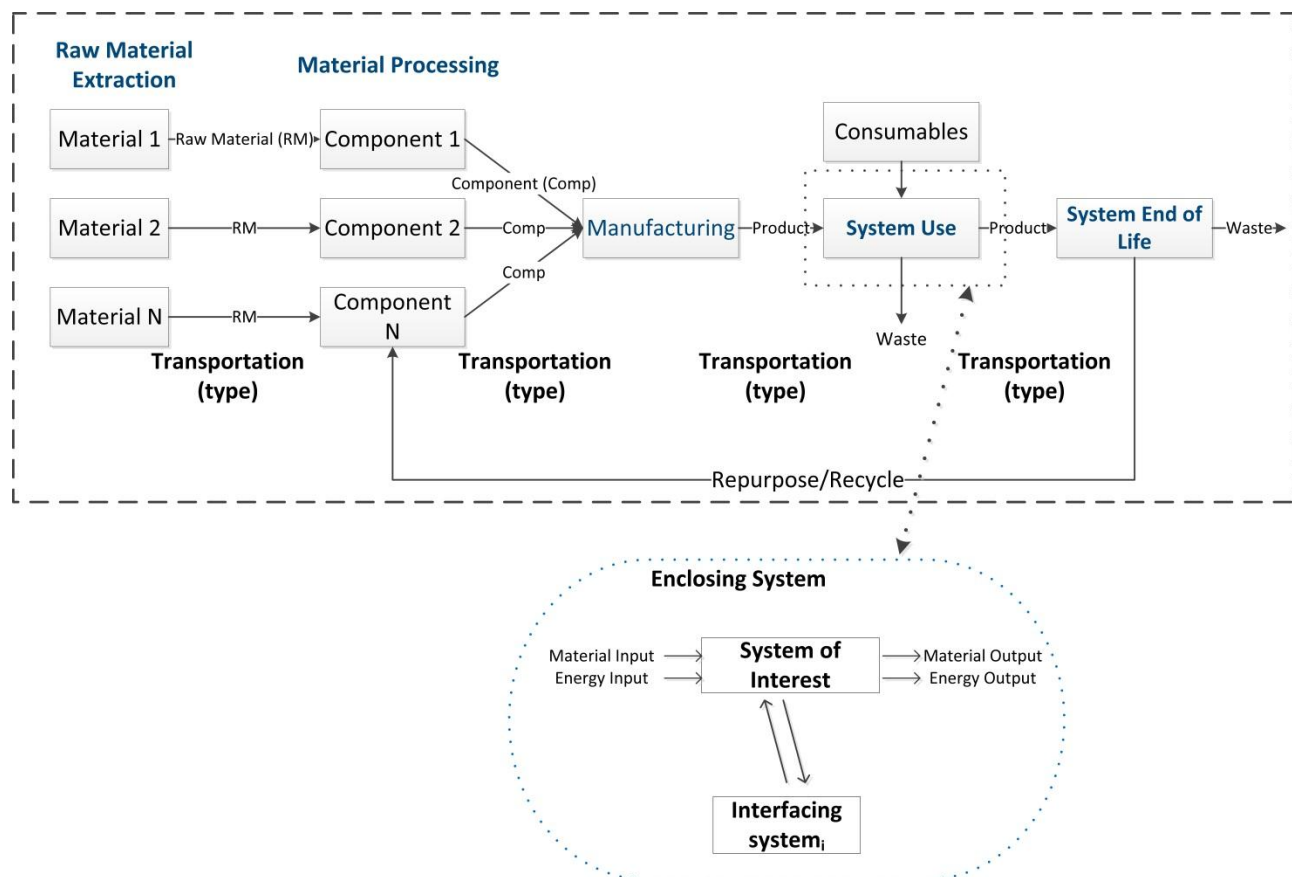 Raw Material
Extraction
Material Processing
Material 1
Raw Material (RM)
Component 1
Consumables
Component (Comp)
Material 2
RM
Component 2
Comp
Manufacturing
Product
System Use
Product
System End of
Life
Waste
Comp
Material N
RM
Component
N
Waste
Transportation
(type)
Transportation
(type)
Transportation
(type)
Transportation
(type)
Repurpose/Recycle
Enclosing System
Material Input
Energy Input
System of
Interest
Material Output
Energy Output
Interfacing
systemᵢ